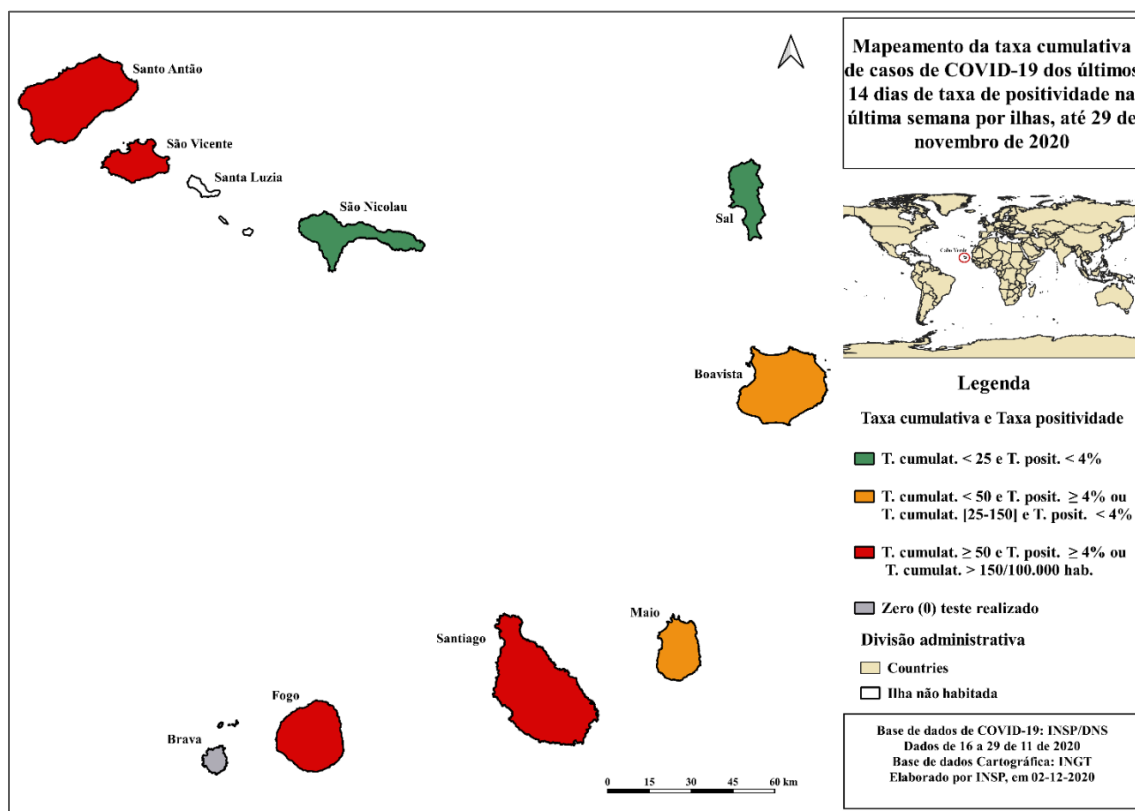 Mapeamento da taxa cumulativa
de casos de COVID-19 dos últimos
14 dias de taxa de positividade na
última semana por ilhas, até 29 de
novembro de 2020
Santo Antão
São Vicente
Santa Luzia
São Nicolau
Sal
Boavista
Maio
Santiago
Fogo
Brava
Cabo Verde
Legenda
Taxa cumulativa e Taxa positividade
T. cumulat. < 25 e T. posit. < 4%
T. cumulat. < 50 e T. posit. ≥ 4% ou
T. cumulat. [25-150] e T. posit. < 4%
T. cumulat. ≥ 50 e T. posit. ≥ 4% ou
T. cumulat. > 150/100.000 hab.
Zero (0) teste realizado
Divisão administrativa
Countries
Ilha não habitada
Base de dados de COVID-19: INSP/DNS
Dados de 16 a 29 de 11 de 2020
Base de dados Cartográfica: INGT
Elaborado por INSP, em 02-12-2020
0 15 30 45 60 km